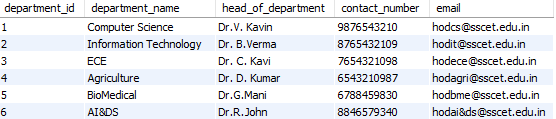 department_id department_name head_of_department contact_number email
1 Computer Science Dr.V. Kavin 9876543210 hodcs@sscet.edu.in
2 Information Technology Dr. B.Verma 8765432109 hodit@sscet.edu.in
3 ECE Dr. C. Kavi 7654321098 hodece@sscet.edu.in
4 Agriculture Dr. D. Kumar 6543210987 hodagri@sscet.edu.in
5 BioMedical Dr.G.Mani 6788459830 hodbme@sscet.edu.in
6 AI&DS Dr.R.John 8846579340 hodai&ds@sscet.edu.in